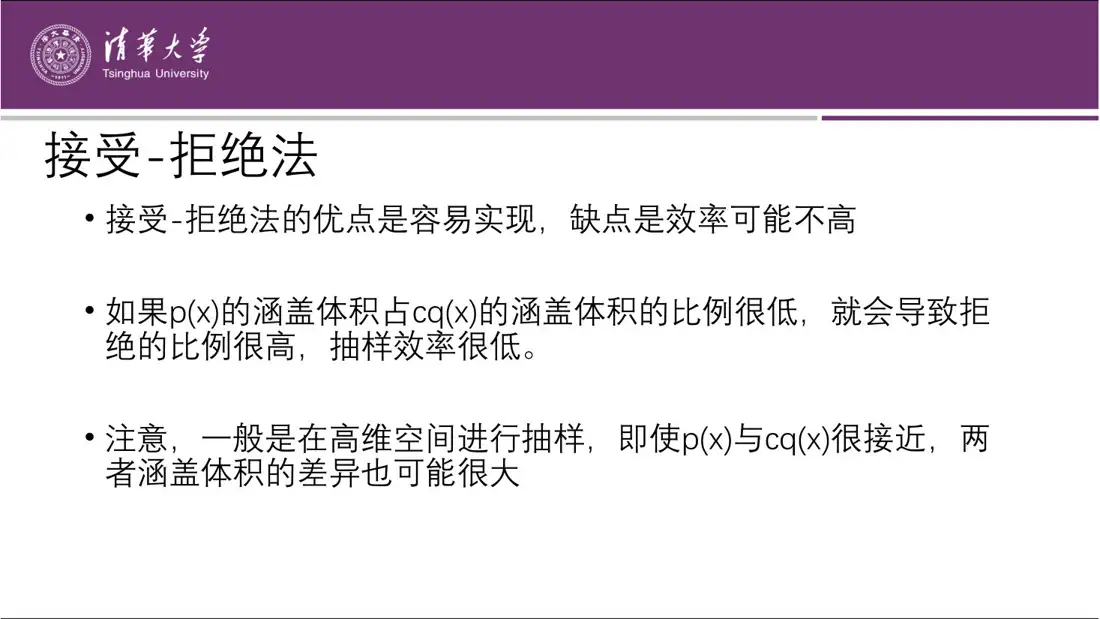 清华大学
Tsinghua University
接受-拒绝法
• 接受-拒绝法的优点是容易实现，缺点是效率可能不高
• 如果p(x)的涵盖体积占cq(x)的涵盖体积的比例很低，就会导致拒
绝的比例很高，抽样效率很低。
• 注意，一般是在高维空间进行抽样，即使p(x)与cq(x)很接近，两
者涵盖体积的差异也可能很大